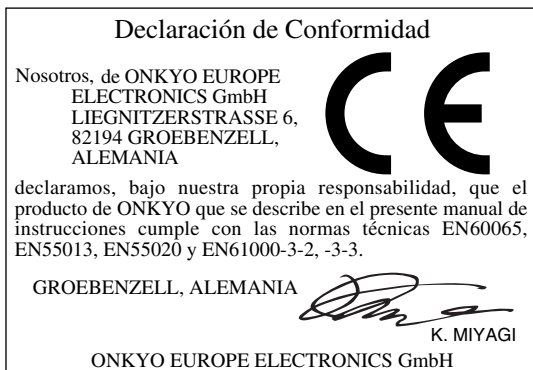 Declaración de Conformidad
Nosotros, de ONKYO EUROPE
ELECTRONICS GmbH
LIEGNITZERSTRASSE 6,
82194 GROEBENZELL,
ALEMANIA
CE
declaramos, bajo nuestra propia responsabilidad, que el
producto de ONKYO que se describe en el presente manual de
instrucciones cumple con las normas técnicas EN60065,
EN55013, EN55020 y EN61000-3-2, -3-3.
GROEBENZELL, ALEMANIA
K. MIYAGI
ONKYO EUROPE ELECTRONICS GmbH